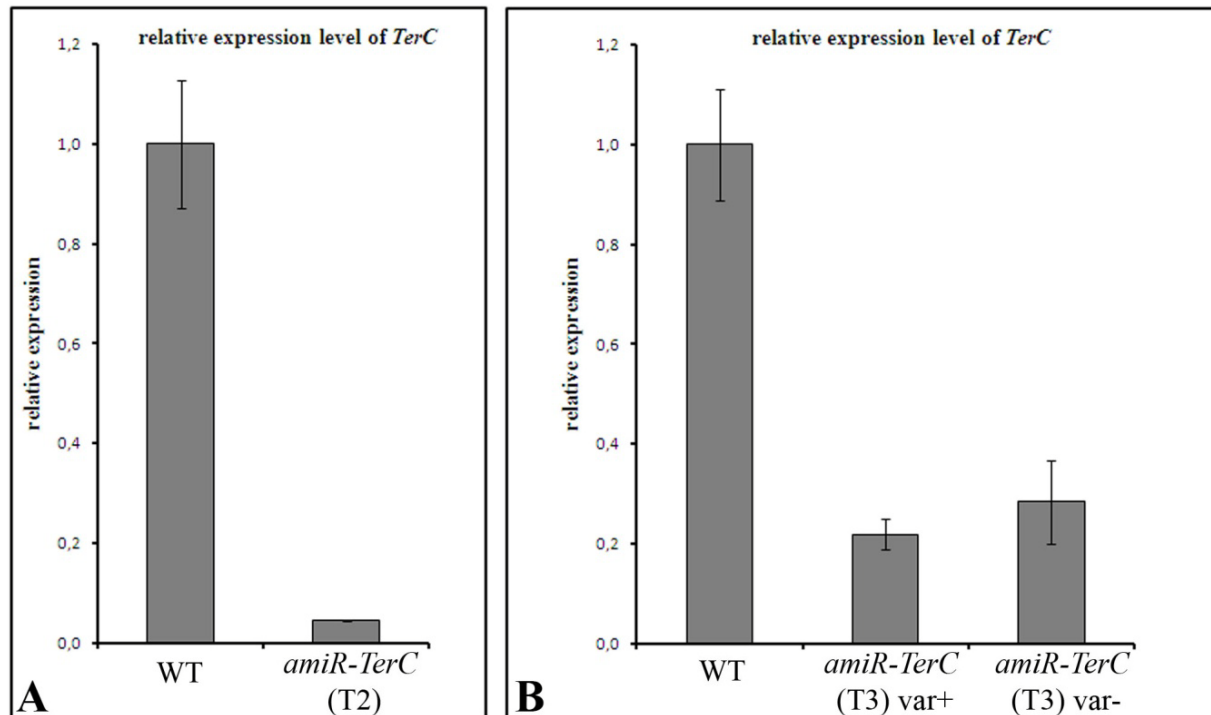 relative expression level of TerC
1,2
1,0
0,8
0,6
0,4
0,2
0,0
relative expression
WT
amiR-TerC
(T2)
A
relative expression level of TerC
1,2
1,0
0,8
0,6
0,4
0,2
0,0
relative expression
WT
amiR-TerC
(T3) var+
amiR-TerC
(T3) var-
B